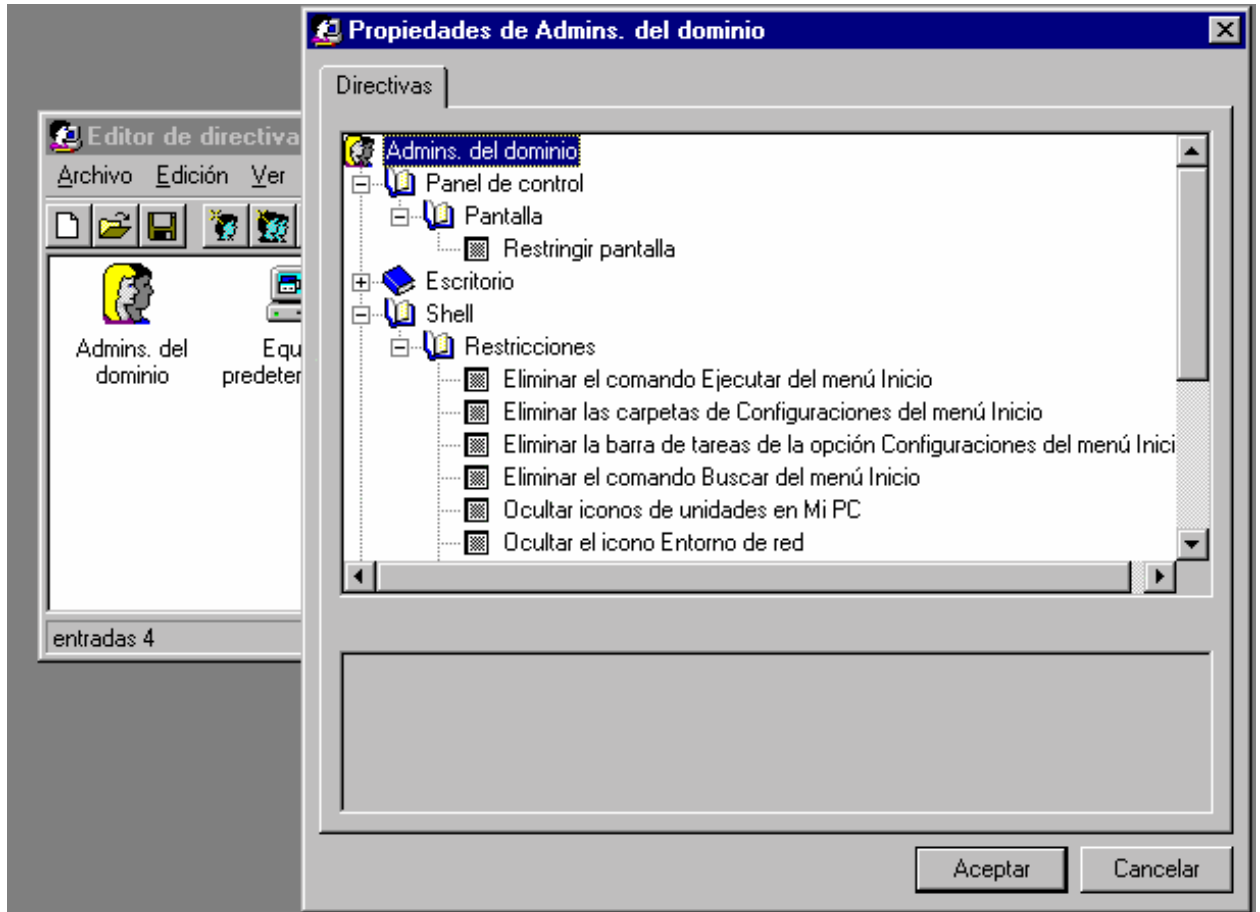 Propiedades de Admins. del dominio
Directivas
Admins. del dominio
Panel de control
Pantalla
Restringir pantalla
Escritorio
Shell
Restricciones
Eliminar el comando Ejecutar del menú Inicio
Eliminar las carpetas de Configuraciones del menú Inicio
Eliminar la barra de tareas de la opción Configuraciones del menú Inici
Eliminar el comando Buscar del menú Inicio
Ocultar iconos de unidades en Mi PC
Ocultar el icono Entorno de red
Aceptar
Cancelar
Editor de directiva
Archivo Edición Ver
Admins. del
dominio
Equ
predeter
entradas 4